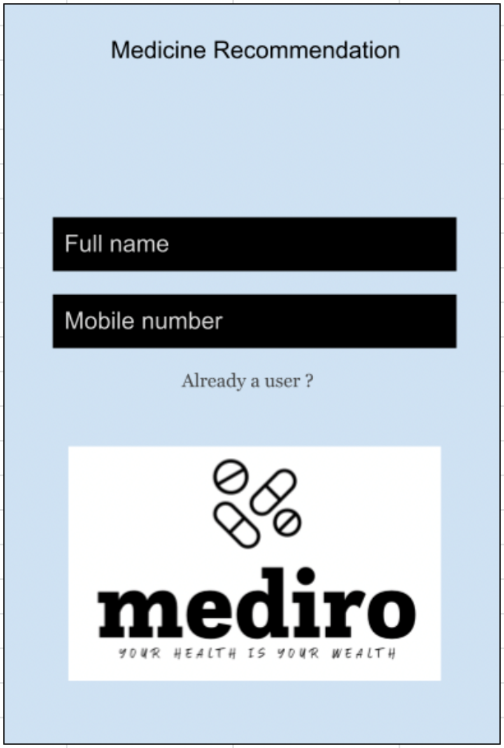 Medicine Recommendation
Full name
Mobile number
Already a user ?
mediro
YOUR HEALTH IS YOUR WEALTH